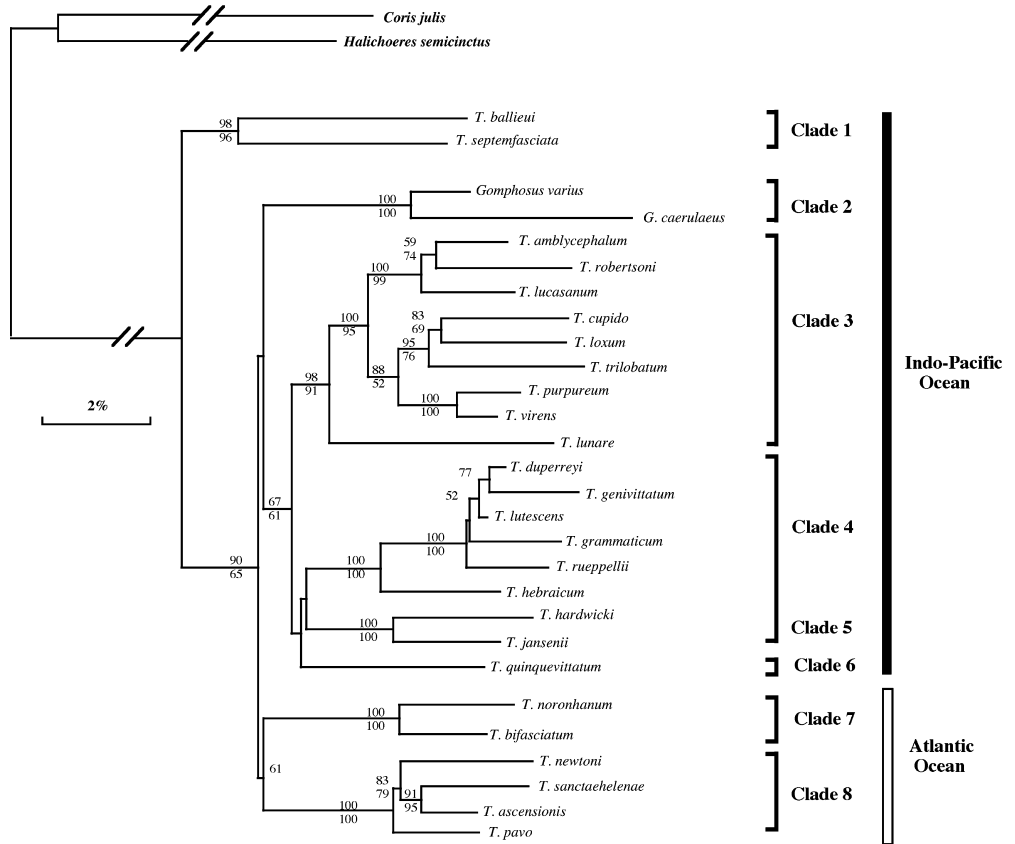 Coris julis
Halichoeres semicinctus
T. ballieui
98
Clade 1
96
T. septemfasciata
Gomphosus varius
100
Clade 2
100
G. caerulaeus
T. amblycephalum
59
74
100
T. robertsoni
99
T. lucasanum
83
T. cupido
100
69
Clade 3
95
95
T. loxum
76
88
T. trilobatum
52
98
91
T. purpureum
100
100
T. virens
Indo-Pacific
Ocean
2%
T. lunare
77
T. duperreyi
52
T. genivittatum
67
61
T. lutescens
Clade 4
100
T. grammaticum
100
90
100
T. rueppellii
65
100
T. hebraicum
100
T. hardwicki
100
Clade 5
T. jansenii
T. quinquevittatum
Clade 6
T. noronhanum
100
Clade 7
100
T. bifasciatum
Atlantic
Ocean
61
T. newtoni
83
79
91
T. sanctaehelenae
100
95
Clade 8
100
T. ascensionis
T. pavo